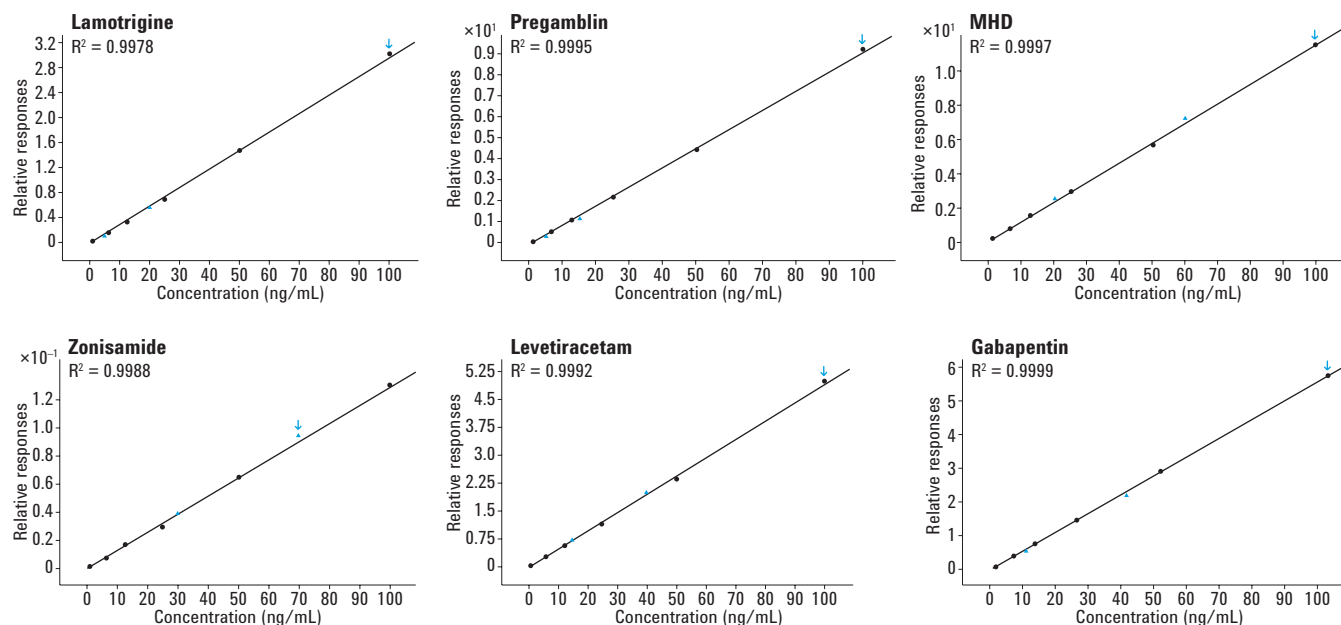 Lamotrigine
R² = 0.9978
Relative responses
3.2
2.8
2.4
2.0
1.6
1.2
0.8
0.4
0
0 10 20 30 40 50 60 70 80 90 100
Concentration (ng/mL)
Pregamblin
×10¹
R² = 0.9995
Relative responses
0.9
0.8
0.7
0.6
0.5
0.4
0.3
0.2
0.1
0
0 10 20 30 40 50 60 70 80 90 100
Concentration (ng/mL)
MHD
×10¹
R² = 0.9997
Relative responses
1.0
0.8
0.6
0.4
0.2
0
0 10 20 30 40 50 60 70 80 90 100
Concentration (ng/mL)
Zonisamide
×10⁻¹
R² = 0.9988
Relative responses
1.2
1.0
0.8
0.6
0.4
0.2
0
0 10 20 30 40 50 60 70 80 90 100
Concentration (ng/mL)
Levetiracetam
R² = 0.9992
Relative responses
5.25
4.5
3.75
3.0
2.25
1.5
0.75
0
0 10 20 30 40 50 60 70 80 90 100
Concentration (ng/mL)
Gabapentin
R² = 0.9999
Relative responses
6
5
4
3
2
1
0
0 10 20 30 40 50 60 70 80 90 100
Concentration (ng/mL)